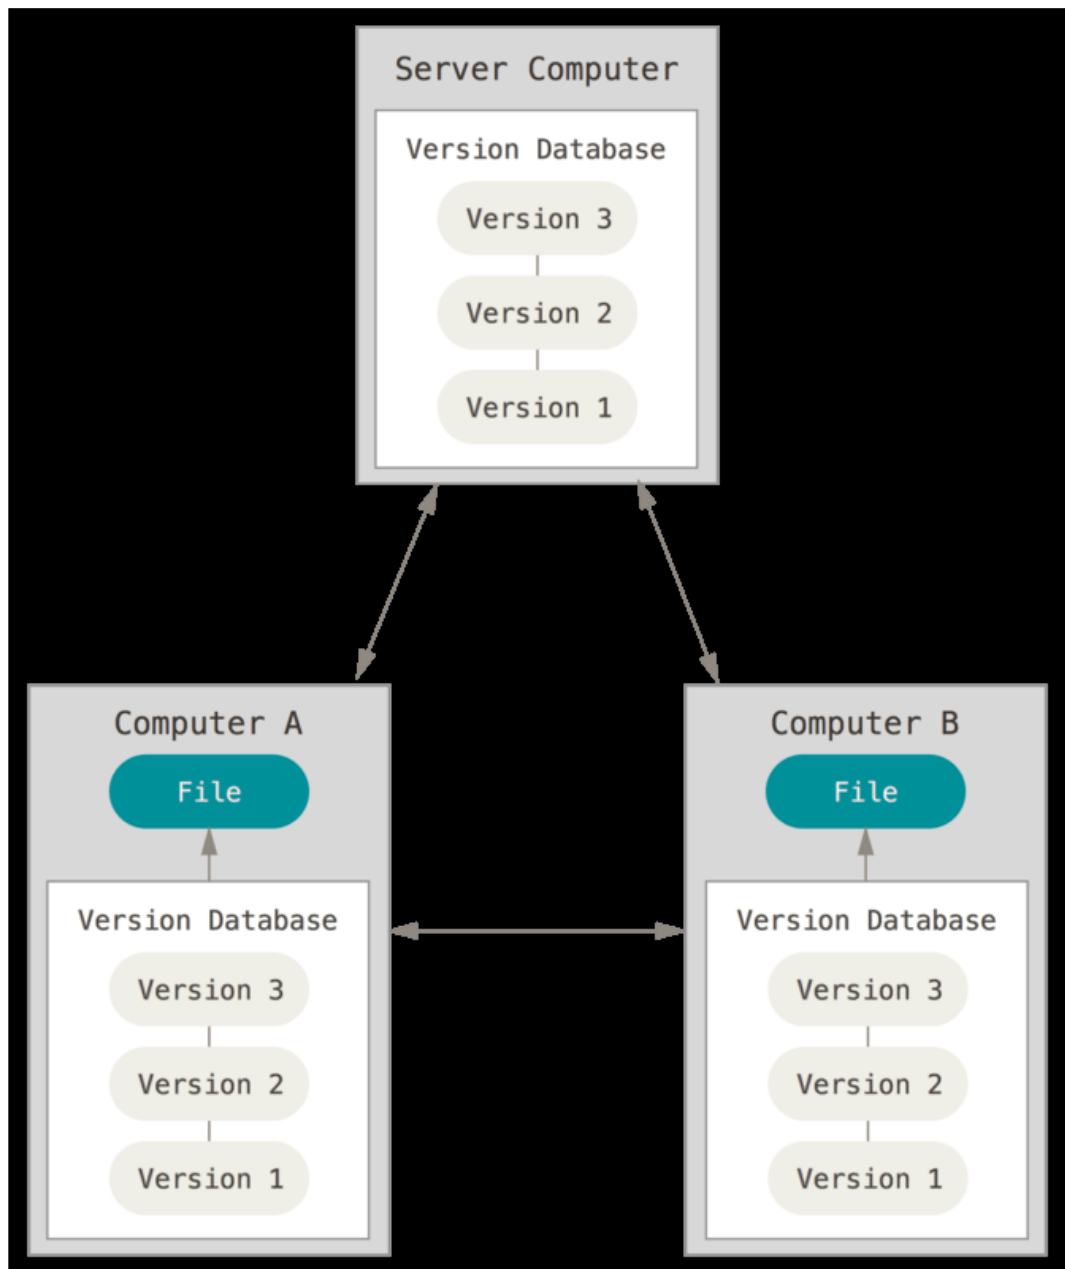 Server Computer
Version Database
Version 3
Version 2
Version 1
Computer A
File
Version Database
Version 3
Version 2
Version 1
Computer B
File
Version Database
Version 3
Version 2
Version 1